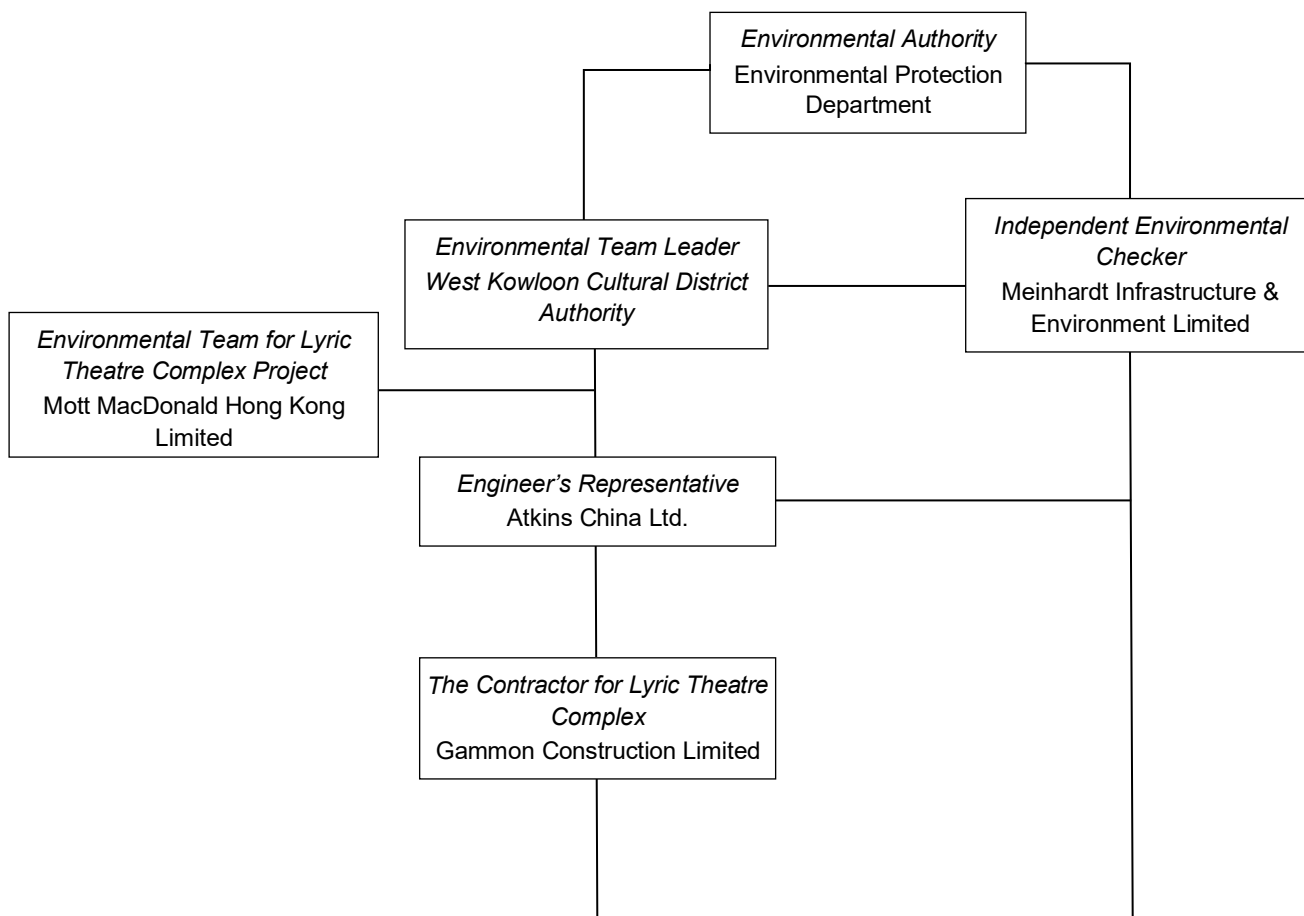 Environmental Authority
Environmental Protection
Department
Environmental Team Leader
West Kowloon Cultural District
Authority
Independent Environmental
Checker
Meinhardt Infrastructure &
Environment Limited
Environmental Team for Lyric
Theatre Complex Project
Mott MacDonald Hong Kong
Limited
Engineer’s Representative
Atkins China Ltd.
The Contractor for Lyric Theatre
Complex
Gammon Construction Limited